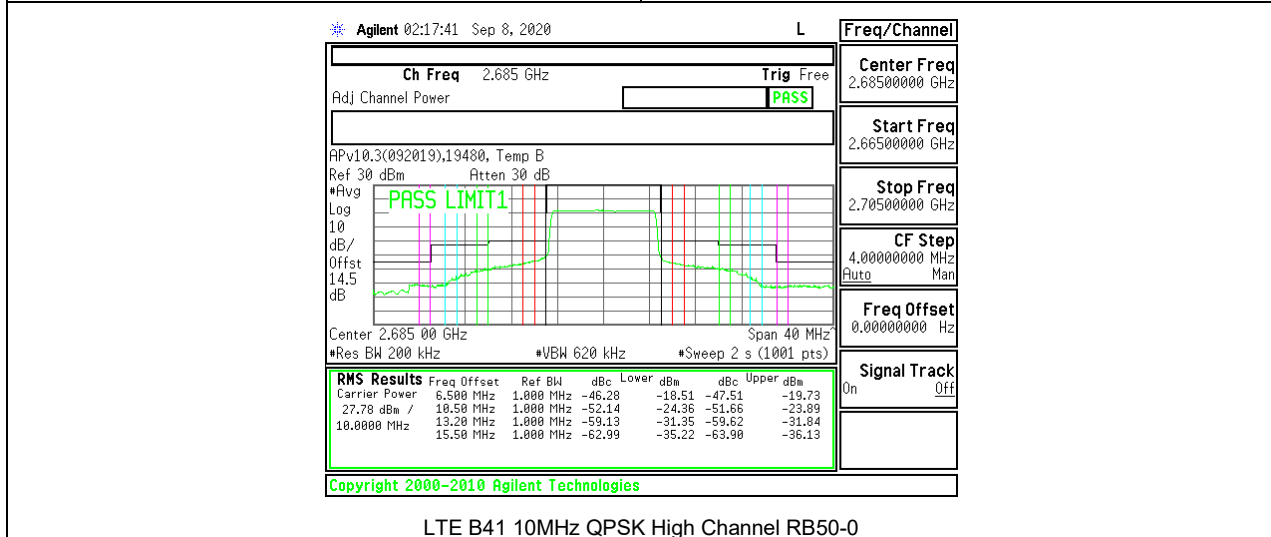 Agilent 02:17:41 Sep 8, 2020 L
Freq/Channel
Ch Freq 2.685 GHz Trig Free
Adj Channel Power PASS
Center Freq
2.68500000 GHz
Start Freq
2.66500000 GHz
Stop Freq
2.70500000 GHz
CF Step
4.00000000 MHz
Auto Man
Freq Offset
0.00000000 Hz
Signal Track
On Off
APv10.3(092019),19480, Temp B
Ref 30 dBm Atten 30 dB
#Avg
Log
10
dB/
Offst
14.5
dB
PASS LIMIT1
Center 2.685 00 GHz Span 40 MHz^
#Res BW 200 kHz #VBW 620 kHz #Sweep 2 s (1001 pts)
RMS Results Freq Offset Ref BW dBc Lower dBm dBc Upper dBm
Carrier Power 6.500 MHz 1.000 MHz -46.28 -18.51 -47.51 -19.73
27.78 dBm / 10.50 MHz 1.000 MHz -52.14 -24.36 -51.66 -23.89
10.0000 MHz 13.20 MHz 1.000 MHz -59.13 -31.35 -59.62 -31.84
15.50 MHz 1.000 MHz -62.99 -35.22 -63.90 -36.13
Copyright 2000-2010 Agilent Technologies
LTE B41 10MHz QPSK High Channel RB50-0